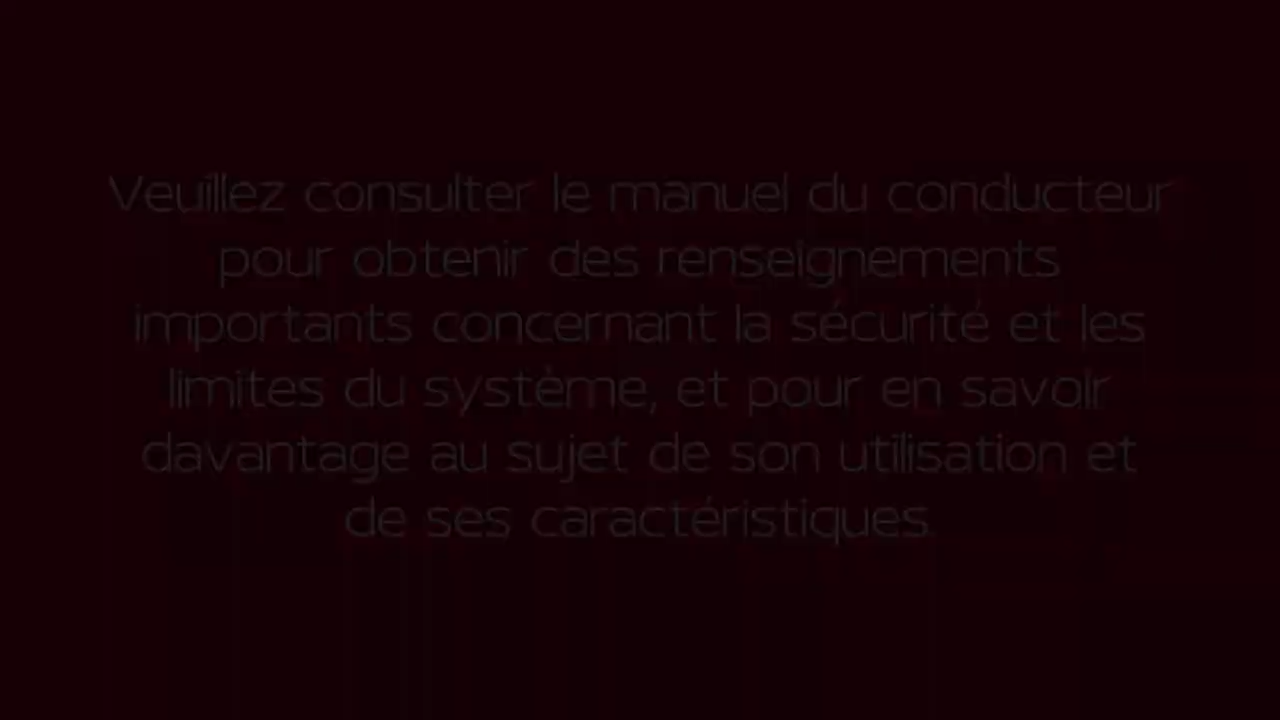 Veuillez consulter le manuel du conducteur
pour obtenir des renseignements
importants concernant la sécurité et les
limites du système, et pour en savoir
davantage au sujet de son utilisation et
de ses caractéristiques.